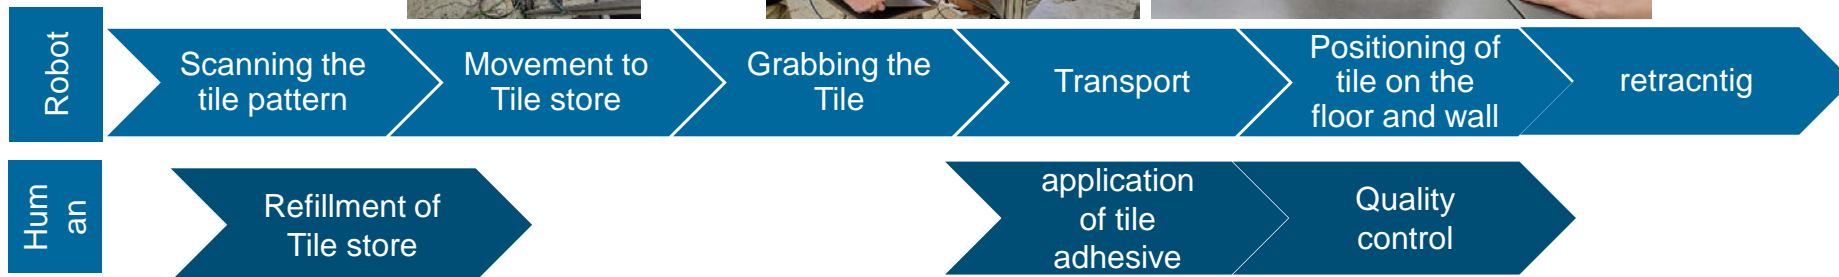 Robot
Scanning the
tile pattern
Movement to
Tile store
Grabbing the
Tile
Transport
Positioning of
tile on the
floor and wall
retracntig
Hum
an
Refillment of
Tile store
application
of tile
adhesive
Quality
control